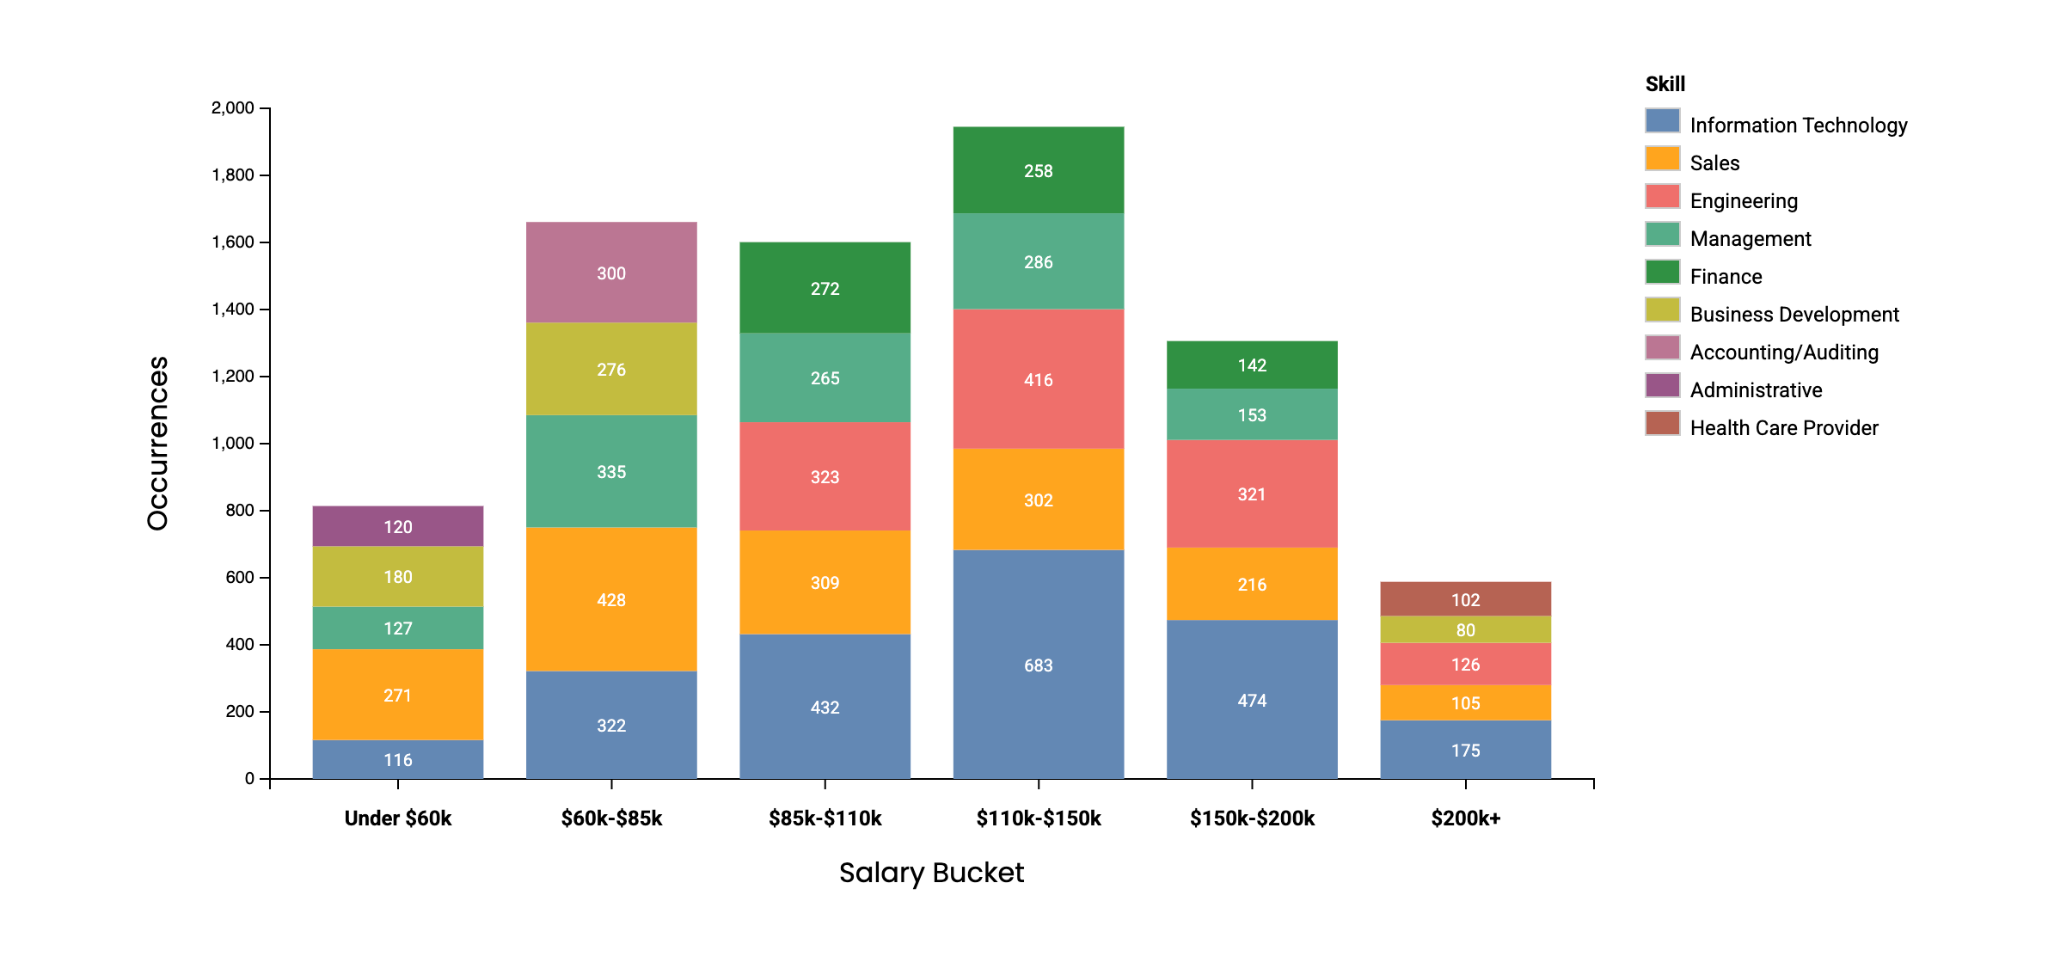 Skill
Information Technology
Sales
Engineering
Management
Finance
Business Development
Accounting/Auditing
Administrative
Health Care Provider
Occurrences
2,000
1,800
1,600
1,400
1,200
1,000
800
600
400
200
0
120
180
127
271
116
300
276
335
428
322
272
265
323
309
432
258
286
416
302
683
142
153
321
216
474
102
80
126
105
175
Under $60k
$60k-$85k
$85k-$110k
$110k-$150k
$150k-$200k
$200k+
Salary Bucket